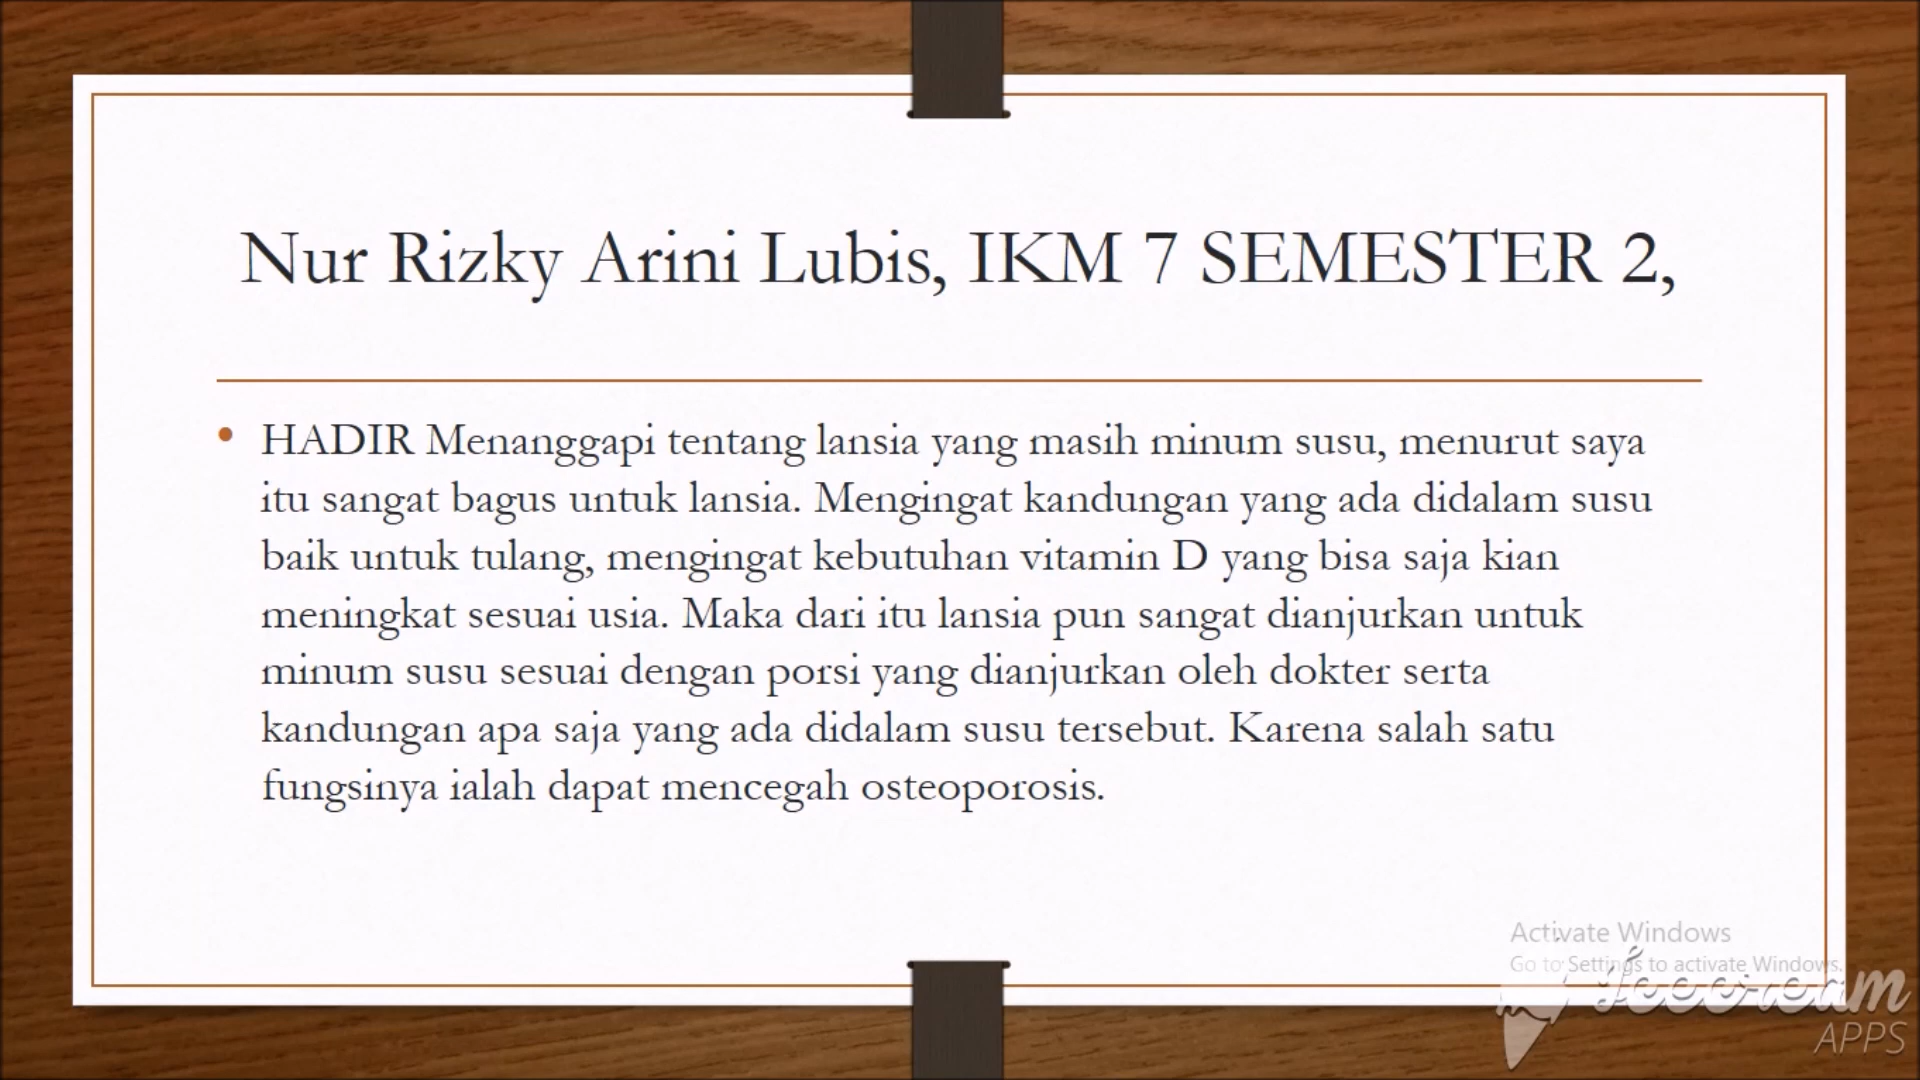 Nur Rizky Arini Lubis, IKM 7 SEMESTER 2,
• HADIR Menanggapi tentang lansia yang masih minum susu, menurut saya
itu sangat bagus untuk lansia. Mengingat kandungan yang ada didalam susu
baik untuk tulang, mengingat kebutuhan vitamin D yang bisa saja kian
meningkat sesuai usia. Maka dari itu lansia pun sangat dianjurkan untuk
minum susu sesuai dengan porsi yang dianjurkan oleh dokter serta
kandungan apa saja yang ada didalam susu tersebut. Karena salah satu
fungsinya ialah dapat mencegah osteoporosis.
Activate Windows
Go to Settings to activate Windows.
Icecream
APPS